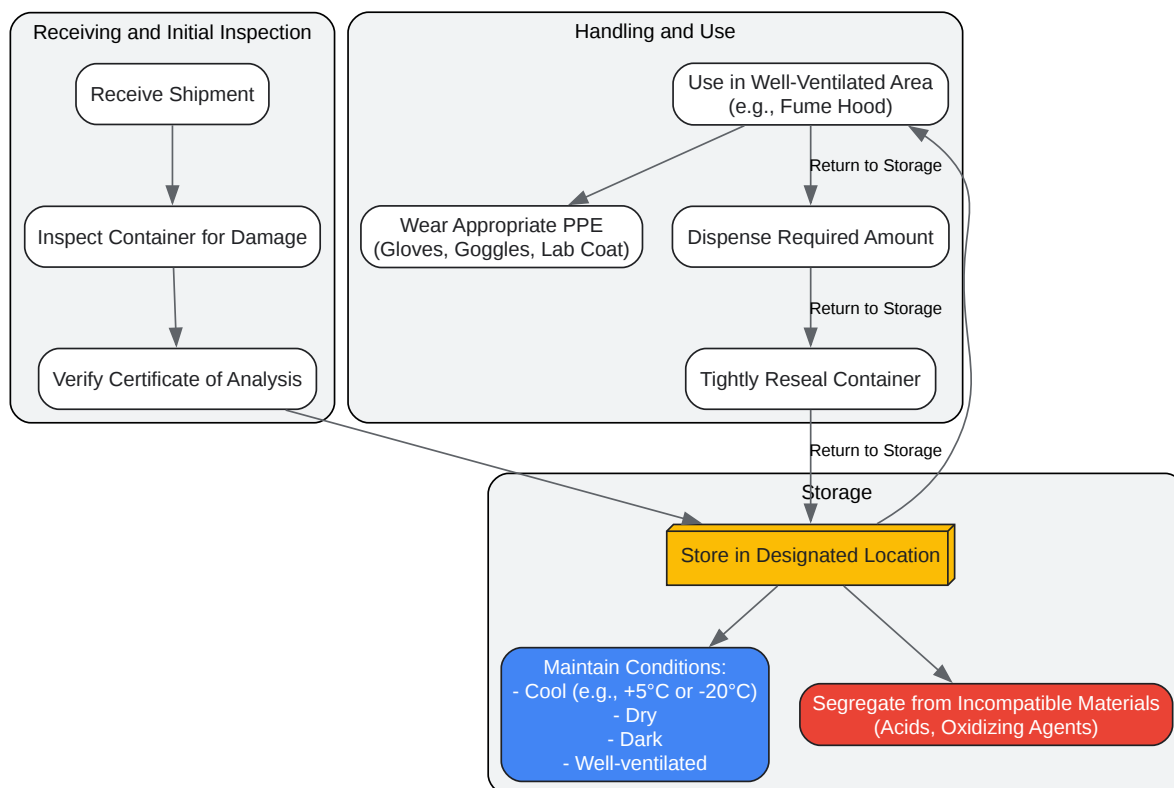 Receiving and Initial Inspection
Receive Shipment
Inspect Container for Damage
Verify Certificate of Analysis
Handling and Use
Use in Well-Ventilated Area
(e.g., Fume Hood)
Return to Storage
Wear Appropriate PPE
(Gloves, Goggles, Lab Coat)
Dispense Required Amount
Return to Storage
Tightly Reseal Container
Return to Storage
Storage
Store in Designated Location
Maintain Conditions:
- Cool (e.g., +5°C or -20°C)
- Dry
- Dark
- Well-ventilated
Segregate from Incompatible Materials
(Acids, Oxidizing Agents)